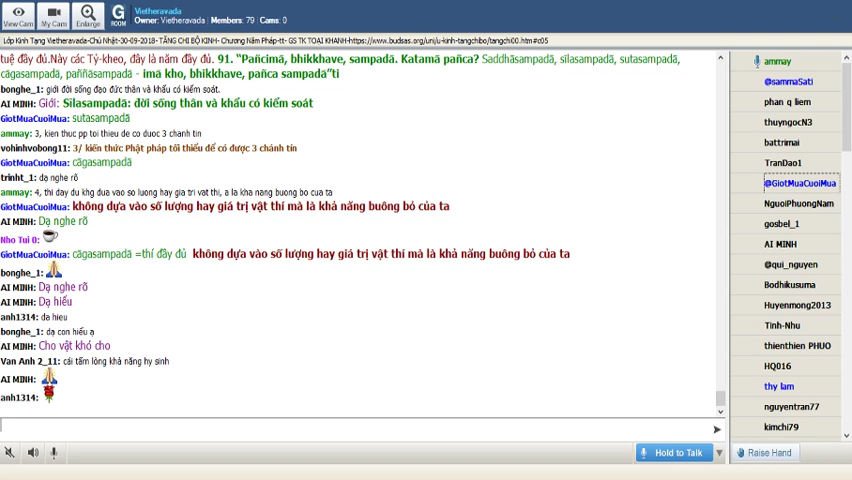 View Cam
My Cam
Enlarge
G
ROOM
Vietheravada
Owner: Vietheravada | Members: 79 | Cams: 0
Lớp Kinh Tạng Vietheravada-Chủ Nhật-30-09-2018- TĂNG CHI BỘ KINH- Chương Năm Pháp-tt- GS TK TOẠI KHANH-https://www.budsas.org/uni/u-kinh-tangchibo/tangchi00.htm#c05
tuệ đầy đủ.Này các Tỷ-kheo, đây là năm đầy đủ. 91. “Pañcimā, bhikkhave, sampadā. Katamā pañca? Saddhāsampadā, sīlasampadā, sutasampadā,
cāgasampadā, paññāsampadā - imā kho, bhikkhave, pañca sampadā”ti
bonghe_1: giới đời sống đạo đức thân và khẩu có kiểm soát.
AI MINH: Giới: Sīlasampadā: đời sống thân và khẩu có kiểm soát
GiotMuaCuoiMua: sutasampadā
ammay: 3, kien thuc pp toi thieu de co duoc 3 chanh tin
vohinhvobong11: 3/ kiến thức Phật pháp tối thiểu để có được 3 chánh tín
GiotMuaCuoiMua: cāgasampadā
trinht_1: dạ nghe rõ
ammay: 4, thi day du khg dua vao so luong hay gia tri vat thi, a la kha nang buong bo cua ta
GiotMuaCuoiMua: không dựa vào số lượng hay giá trị vật thí mà là khả năng buông bỏ của ta
AI MINH: Dạ nghe rõ
Nho Tui 0:
GiotMuaCuoiMua: cāgasampadā =thí đầy đủ không dựa vào số lượng hay giá trị vật thí mà là khả năng buông bỏ của ta
bonghe_1:
AI MINH: Dạ nghe rõ
AI MINH: Dạ hiểu
anh1314: da hieu
bonghe_1: dạ con hiểu ạ
AI MINH: Cho vật khó cho
Van Anh 2_11: cái tấm lòng khả năng hy sinh
AI MINH:
anh1314:
Hold to Talk
Raise Hand
ammay
@sammaSati
phan q liem
thuyngocN3
battrimai
TranDao1
@GiotMuaCuoiMua
NguoiPhuongNam
gosbel_1
AI MINH
@qui_nguyen
Bodhikusuma
Huyenmong2013
Tinh-Nhu
thienthien PHUO
HQ016
thy lam
nguyentran77
kimchi79